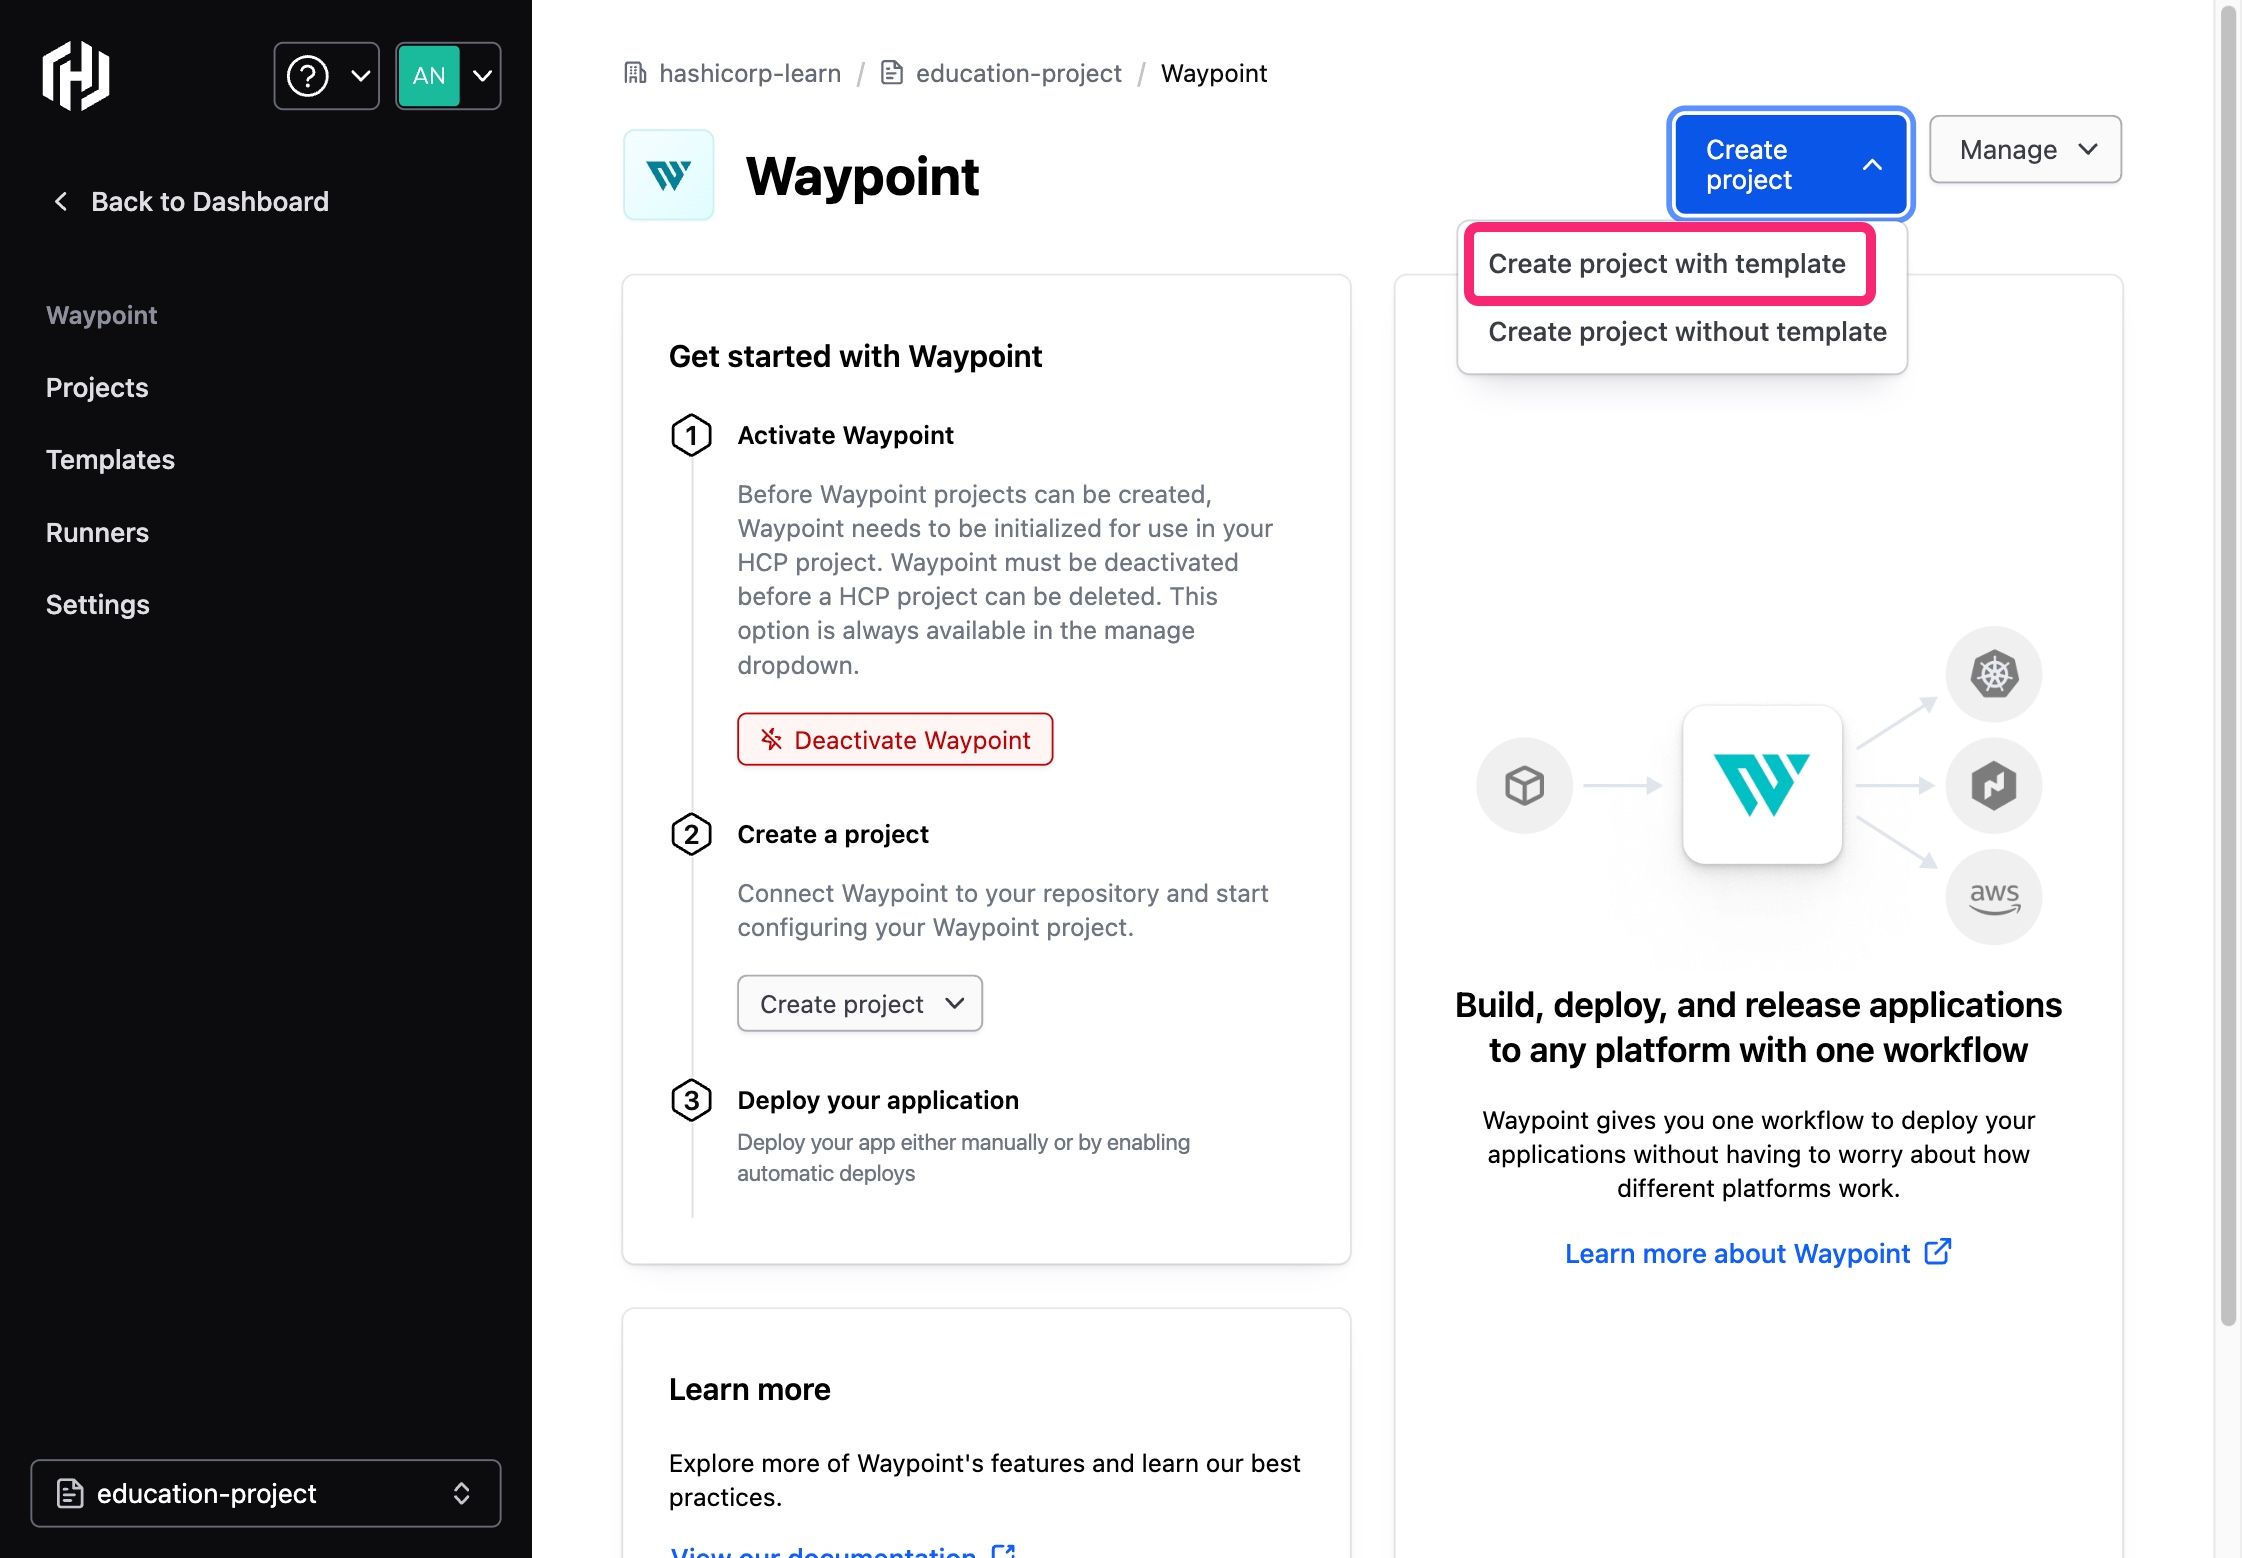 AN
Back to Dashboard
Waypoint
Projects
Templates
Runners
Settings
education-project
hashicorp-learn / education-project / Waypoint
Waypoint
Create
project
Manage
Create project with template
Create project without template
Get started with Waypoint
1 Activate Waypoint
Before Waypoint projects can be created,
Waypoint needs to be initialized for use in your
HCP project. Waypoint must be deactivated
before a HCP project can be deleted. This
option is always available in the manage
dropdown.
Deactivate Waypoint
2 Create a project
Connect Waypoint to your repository and start
configuring your Waypoint project.
Create project
3 Deploy your application
Deploy your app either manually or by enabling
automatic deploys
Learn more
Explore more of Waypoint's features and learn our best
practices.
View our documentation
aws
Build, deploy, and release applications
to any platform with one workflow
Waypoint gives you one workflow to deploy your
applications without having to worry about how
different platforms work.
Learn more about Waypoint